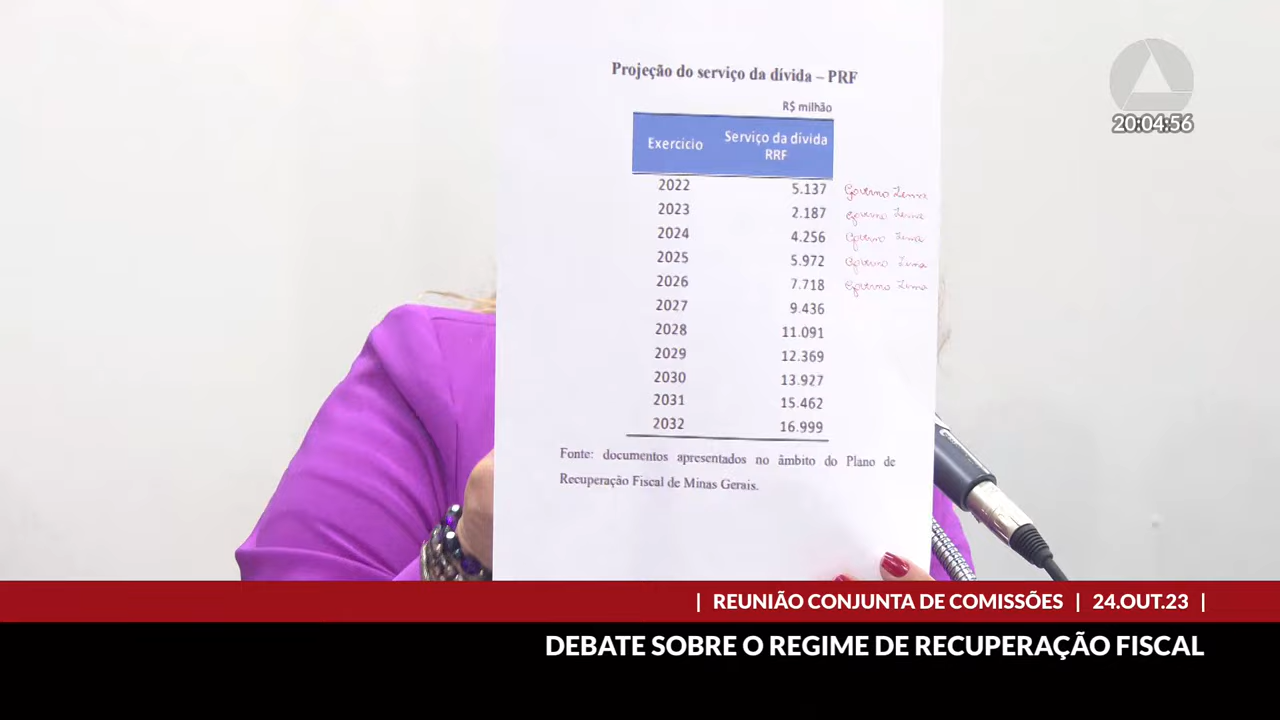 Projeção do serviço da dívida – PRF
R$ milhão
20:04:56
Exercício Serviço da dívida RRF
2022 5.137 Governo Zema
2023 2.187 Governo Zema
2024 4.256 Governo Zema
2025 5.972 Governo Zema
2026 7.718 Governo Zema
2027 9.436
2028 11.091
2029 12.369
2030 13.927
2031 15.462
2032 16.999
Fonte: documentos apresentados no âmbito do Plano de
Recuperação Fiscal de Minas Gerais.
| REUNIÃO CONJUNTA DE COMISSÕES | 24.OUT.23 |
DEBATE SOBRE O REGIME DE RECUPERAÇÃO FISCAL